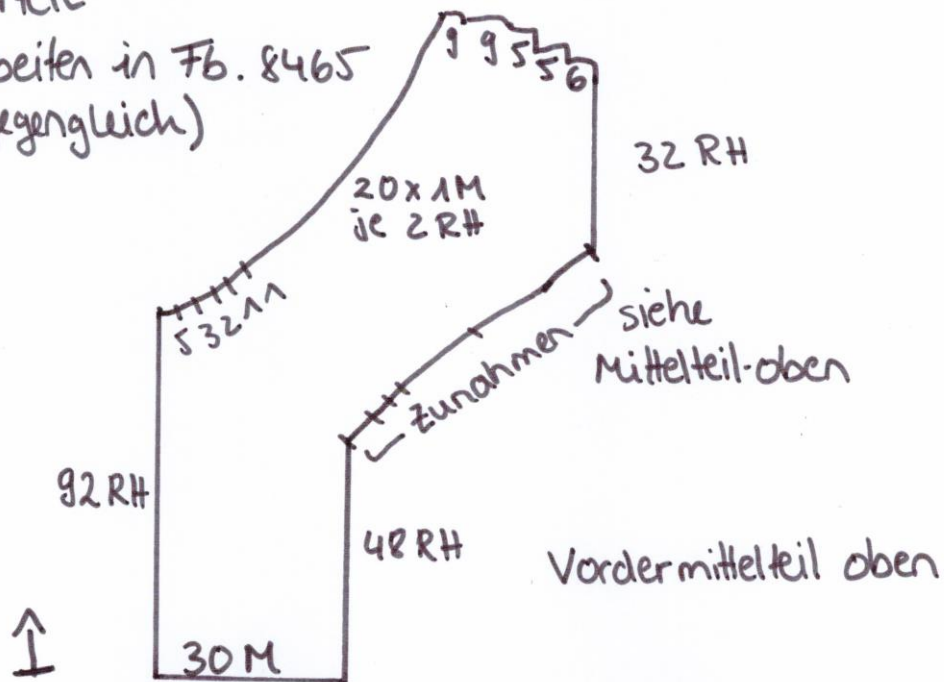 beiten in Fb. 8465
egengleich)
9 9 5 5 6
32 RH
20 x 1M
je 2 RH
5 3 2 1 1
Zunahmen
siehe
Mittelteil-oben
92 RH
48 RH
Vordermittelteil oben
30 M